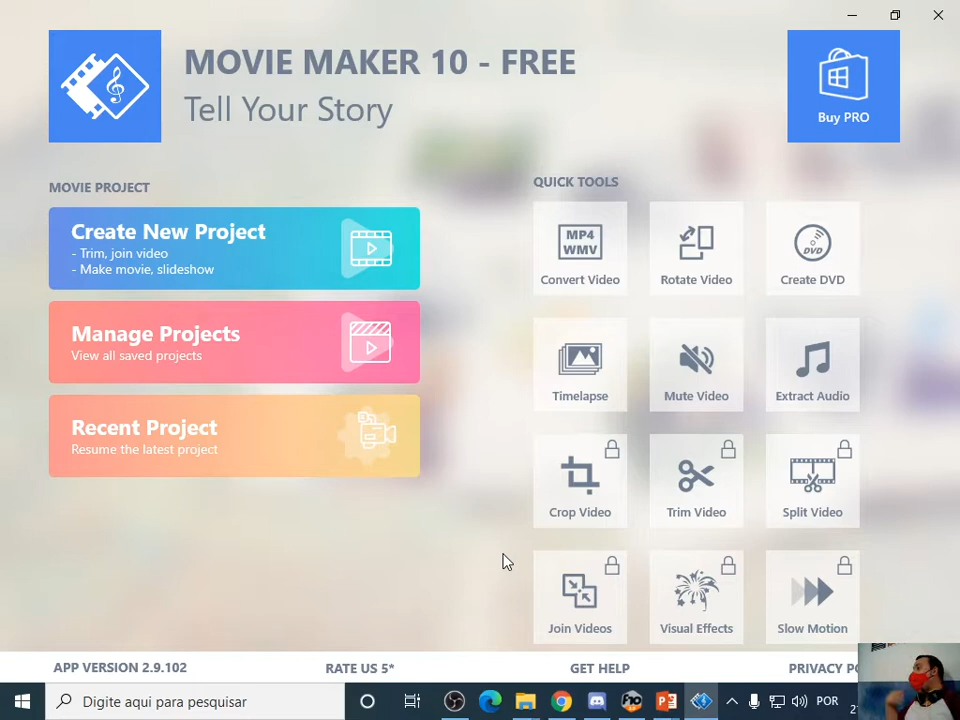 MOVIE MAKER 10 - FREE
Tell Your Story
Buy PRO
MOVIE PROJECT
Create New Project
- Trim, join video
- Make movie, slideshow
Manage Projects
View all saved projects
Recent Project
Resume the latest project
QUICK TOOLS
MP4
WMV
Convert Video
Rotate Video
DVD
Create DVD
Timelapse
Mute Video
Extract Audio
Crop Video
Trim Video
Split Video
Join Videos
Visual Effects
Slow Motion
APP VERSION 2.9.102
RATE US 5*
GET HELP
PRIVACY
Digite aqui para pesquisar
POR